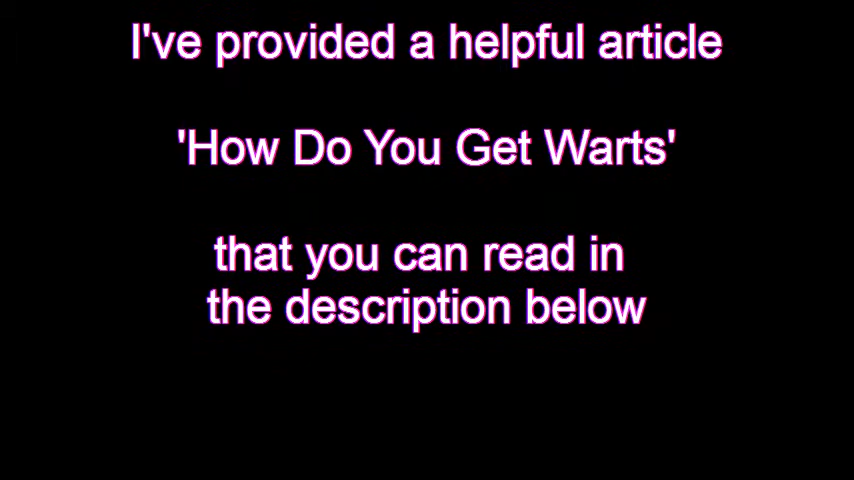 I've provided a helpful article
'How Do You Get Warts'
that you can read in
the description below